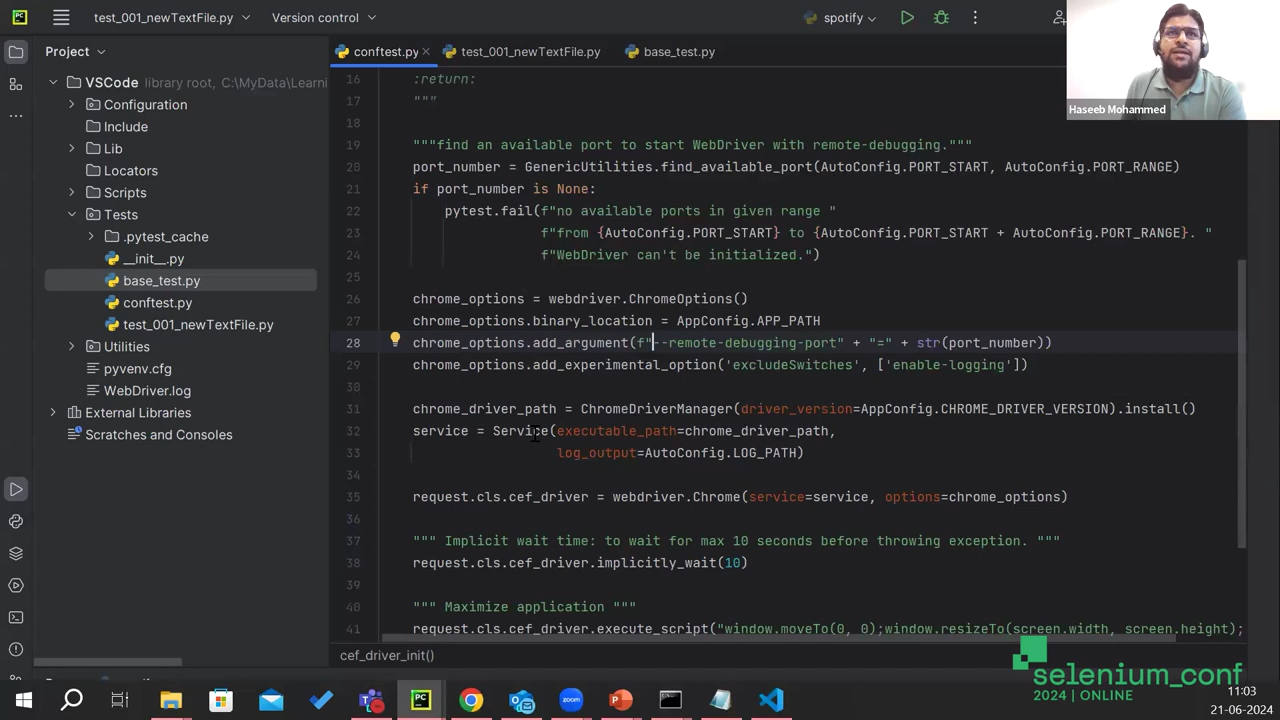 test_001_newTextFile.py
Version control
spotify
Project
conftest.py
test_001_newTextFile.py
base_test.py
Haseeb Mohammed
VSCode library root, C:\MyData\Learni
Configuration
Include
Lib
Locators
Scripts
Tests
.pytest_cache
__init__.py
base_test.py
conftest.py
test_001_newTextFile.py
Utilities
pyvenv.cfg
WebDriver.log
External Libraries
Scratches and Consoles
16 :return:
17 """
18
19 """find an available port to start WebDriver with remote-debugging."""
20 port_number = GenericUtilities.find_available_port(AutoConfig.PORT_START, AutoConfig.PORT_RANGE)
21 if port_number is None:
22 pytest.fail(f"no available ports in given range "
23 f"from {AutoConfig.PORT_START} to {AutoConfig.PORT_START + AutoConfig.PORT_RANGE}. "
24 f"WebDriver can't be initialized.")
25
26 chrome_options = webdriver.ChromeOptions()
27 chrome_options.binary_location = AppConfig.APP_PATH
28 chrome_options.add_argument(f"--remote-debugging-port" + "=" + str(port_number))
29 chrome_options.add_experimental_option('excludeSwitches', ['enable-logging'])
30
31 chrome_driver_path = ChromeDriverManager(driver_version=AppConfig.CHROME_DRIVER_VERSION).install()
32 service = Service(executable_path=chrome_driver_path,
33 log_output=AutoConfig.LOG_PATH)
34
35 request.cls.cef_driver = webdriver.Chrome(service=service, options=chrome_options)
36
37 """ Implicit wait time: to wait for max 10 seconds before throwing exception. """
38 request.cls.cef_driver.implicitly_wait(10)
39
40 """ Maximize application """
41 request.cls.cef_driver.execute_script("window.moveTo(0, 0);window.resizeTo(screen.width, screen.height);
cef_driver_init()
selenium_conf
2024 | ONLINE
11:03
21-06-2024